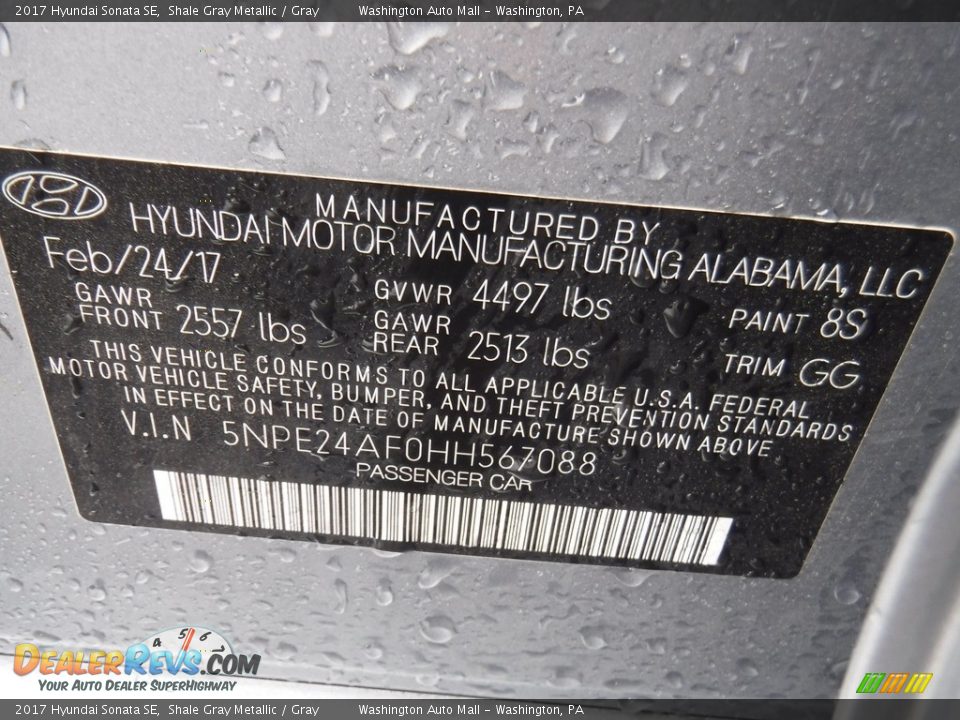 2017 Hyundai Sonata SE, Shale Gray Metallic / Gray Washington Auto Mall - Washington, PA
MANUFACTURED BY
HYUNDAI MOTOR MANUFACTURING ALABAMA, LLC
Feb/24/17
GAWR FRONT 2557 lbs
GVWR 4497 lbs
GAWR REAR 2513 lbs
PAINT 8S
TRIM GG
THIS VEHICLE CONFORMS TO ALL APPLICABLE U.S.A. FEDERAL
MOTOR VEHICLE SAFETY, BUMPER, AND THEFT PREVENTION STANDARDS
IN EFFECT ON THE DATE OF MANUFACTURE SHOWN ABOVE
V.I.N 5NPE24AF0HH567088
PASSENGER CAR
4 5 6
DEALERREVS.COM
YOUR AUTO DEALER SUPERHIGHWAY
2017 Hyundai Sonata SE, Shale Gray Metallic / Gray Washington Auto Mall - Washington, PA